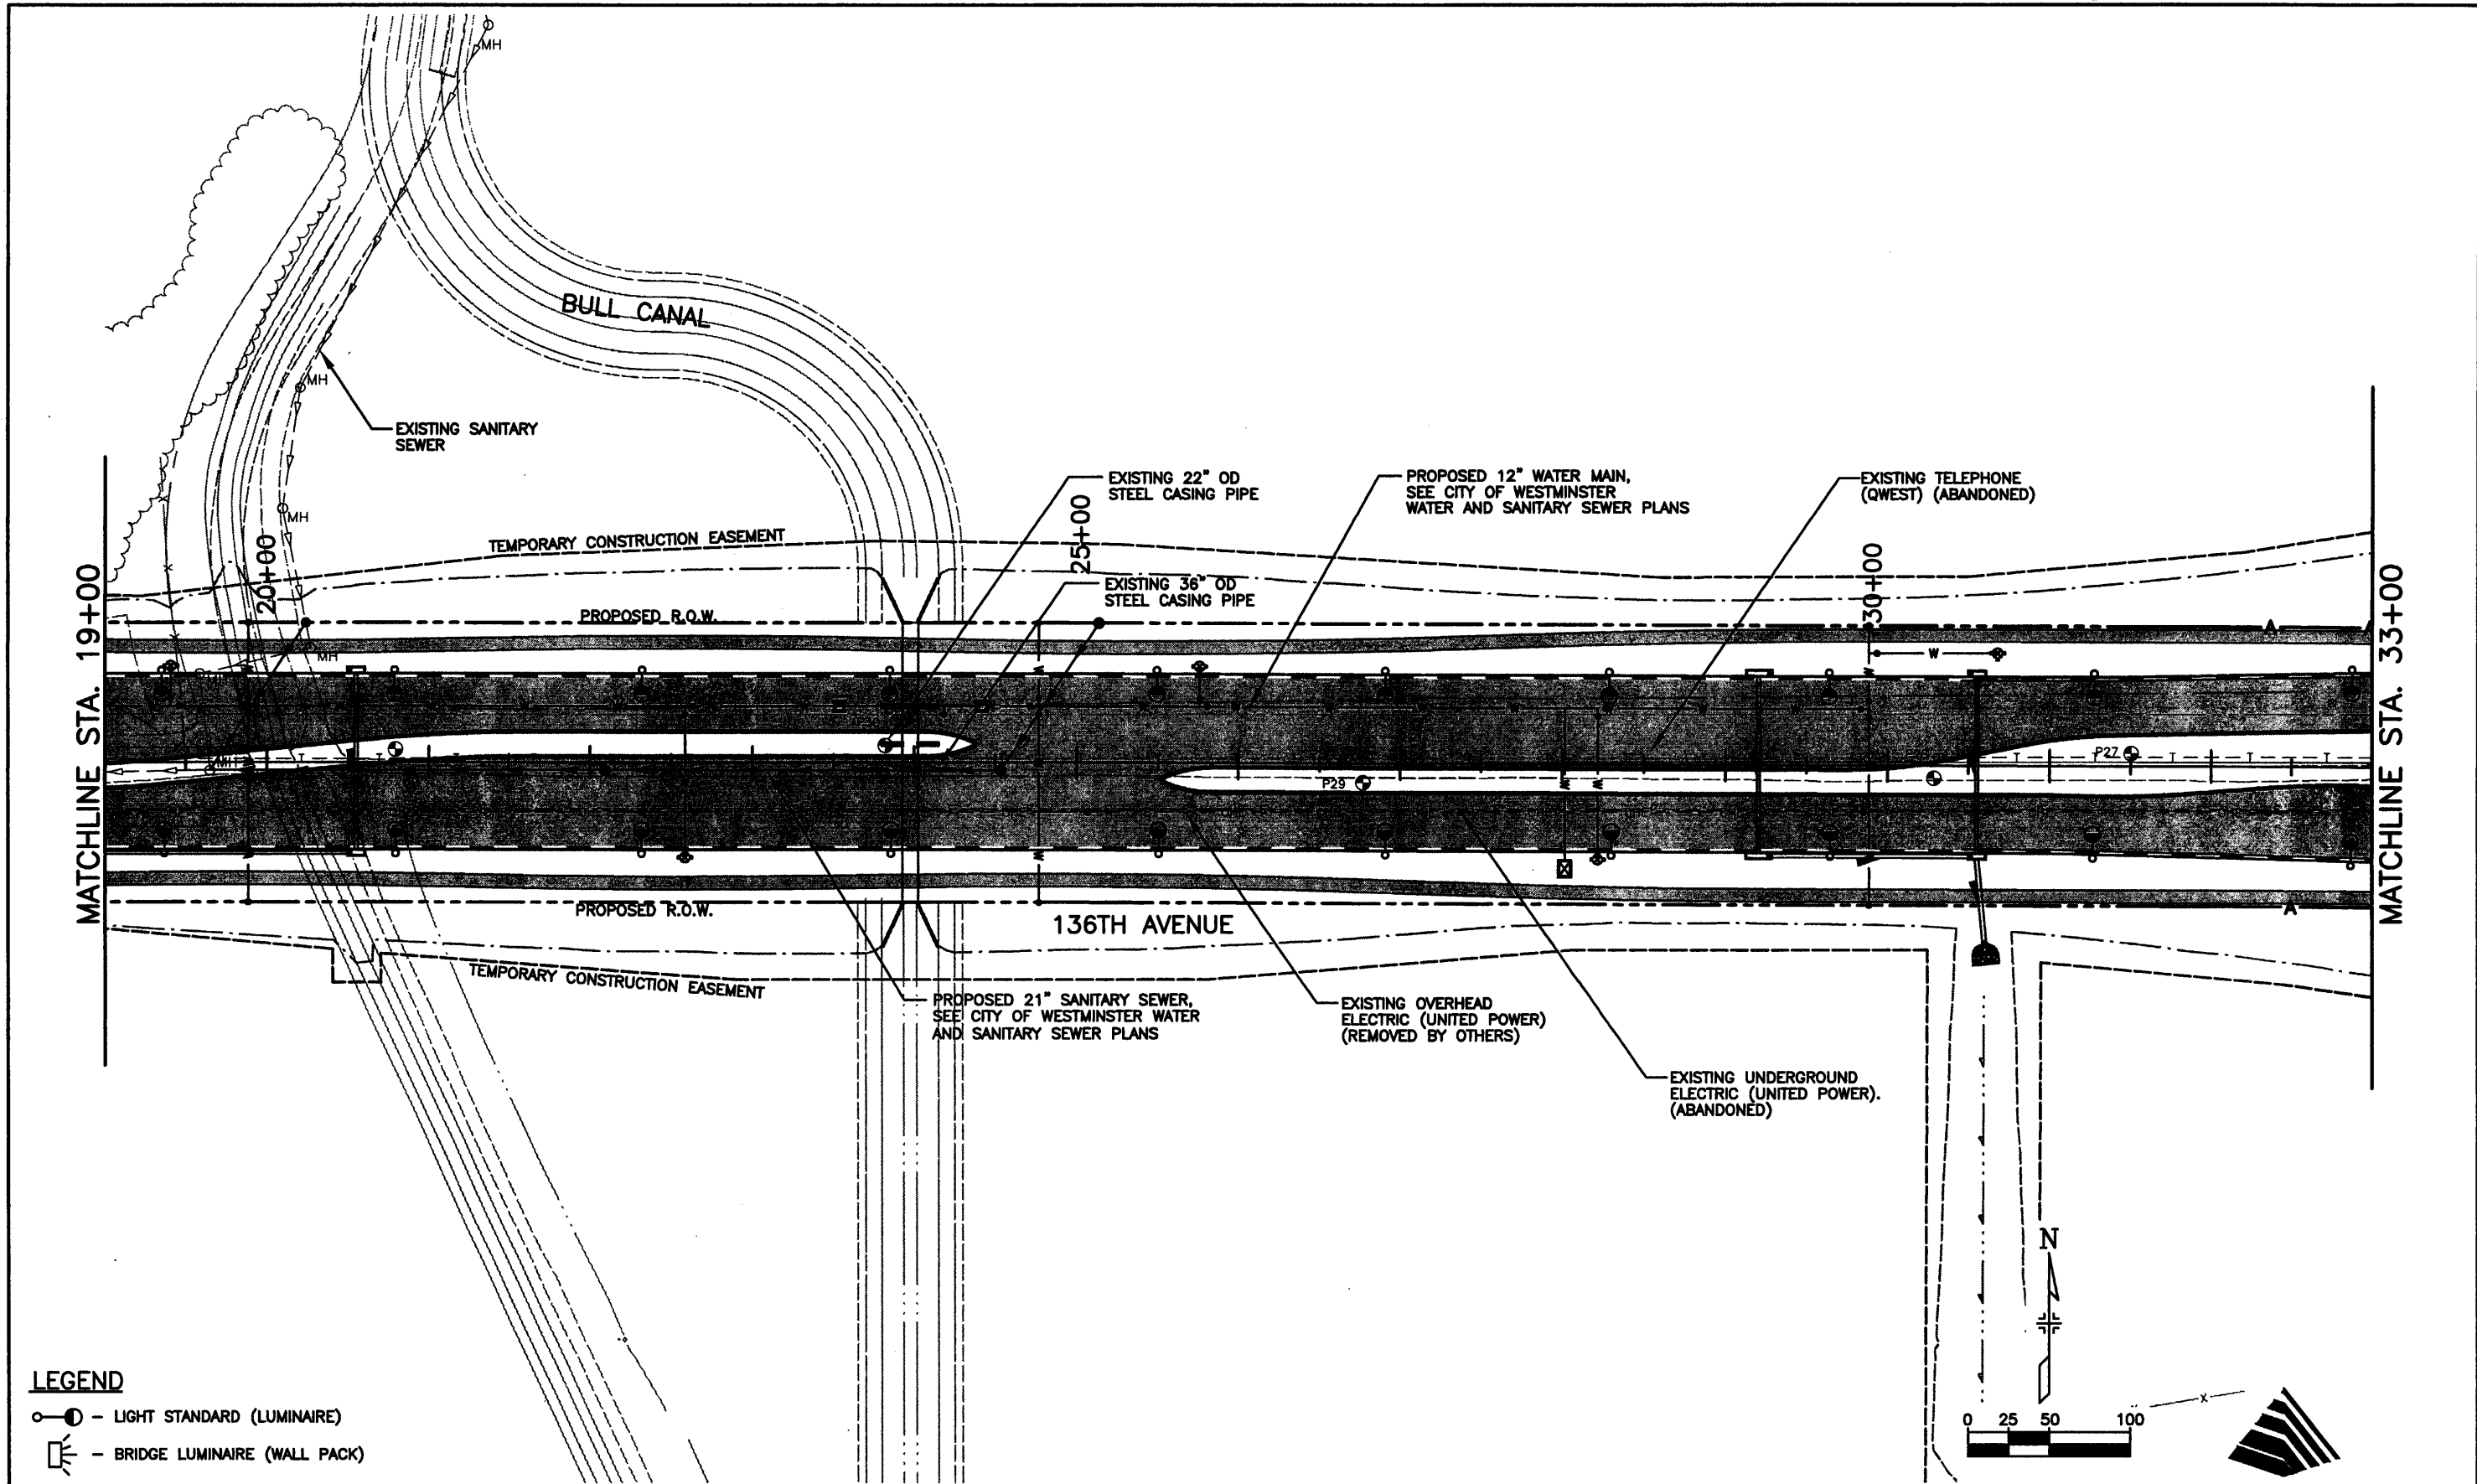 MH
BULL CANAL
MH
EXISTING SANITARY
SEWER
MH
EXISTING 22" OD
STEEL CASING PIPE
PROPOSED 12" WATER MAIN,
SEE CITY OF WESTMINSTER
WATER AND SANITARY SEWER PLANS
EXISTING TELEPHONE
(QWEST) (ABANDONED)
TEMPORARY CONSTRUCTION EASEMENT
20+00
25+00
30+00
EXISTING 36" OD
STEEL CASING PIPE
MATCHLINE STA. 19+00
MATCHLINE STA. 33+00
PROPOSED R.O.W.
A
W
MH
T
P27
P29
PROPOSED R.O.W.
136TH AVENUE
A
TEMPORARY CONSTRUCTION EASEMENT
PROPOSED 21" SANITARY SEWER,
SEE CITY OF WESTMINSTER WATER
AND SANITARY SEWER PLANS
EXISTING OVERHEAD
ELECTRIC (UNITED POWER)
(REMOVED BY OTHERS)
EXISTING UNDERGROUND
ELECTRIC (UNITED POWER).
(ABANDONED)
N
LEGEND
- LIGHT STANDARD (LUMINAIRE)
- BRIDGE LUMINAIRE (WALL PACK)
0 25 50 100